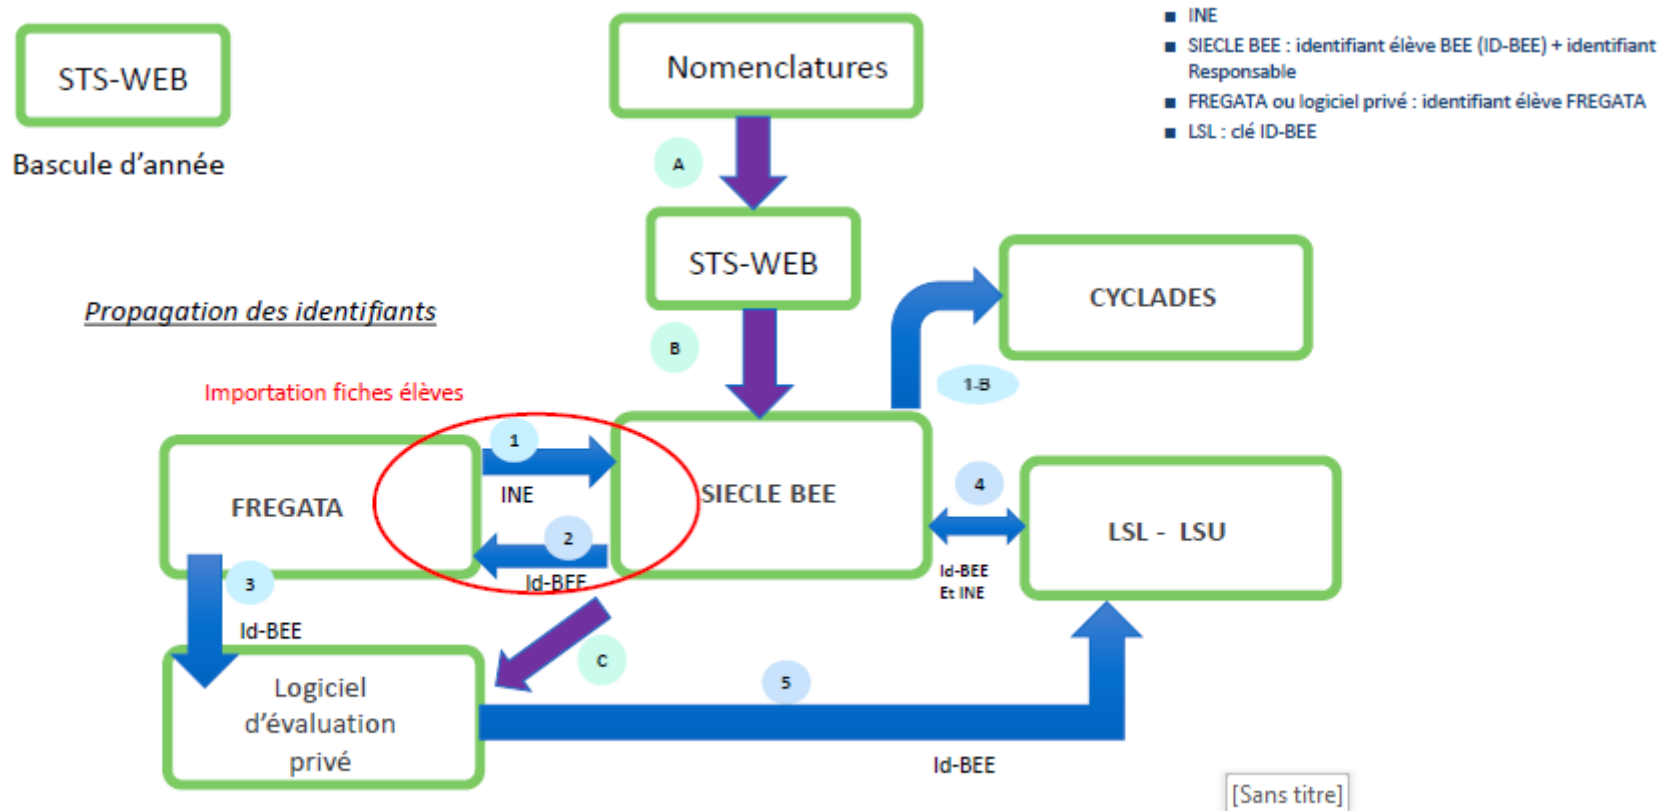 STS-WEB
Bascule d'année
Nomenclatures
■ INE
■ SIECLE BEE : identifiant élève BEE (ID-BEE) + identifiant
Responsable
■ FREGATA ou logiciel privé : identifiant élève FREGATA
■ LSL : clé ID-BEE
A
STS-WEB
B
CYCLADES
1-B
Propagation des identifiants
Importation fiches élèves
1
INE
FREGATA
SIECLE BEE
2
Id-BEE
4
Id-BEE
Et INE
LSL - LSU
3
Id-BEE
C
Logiciel
d'évaluation
privé
5
Id-BEE
[Sans titre]